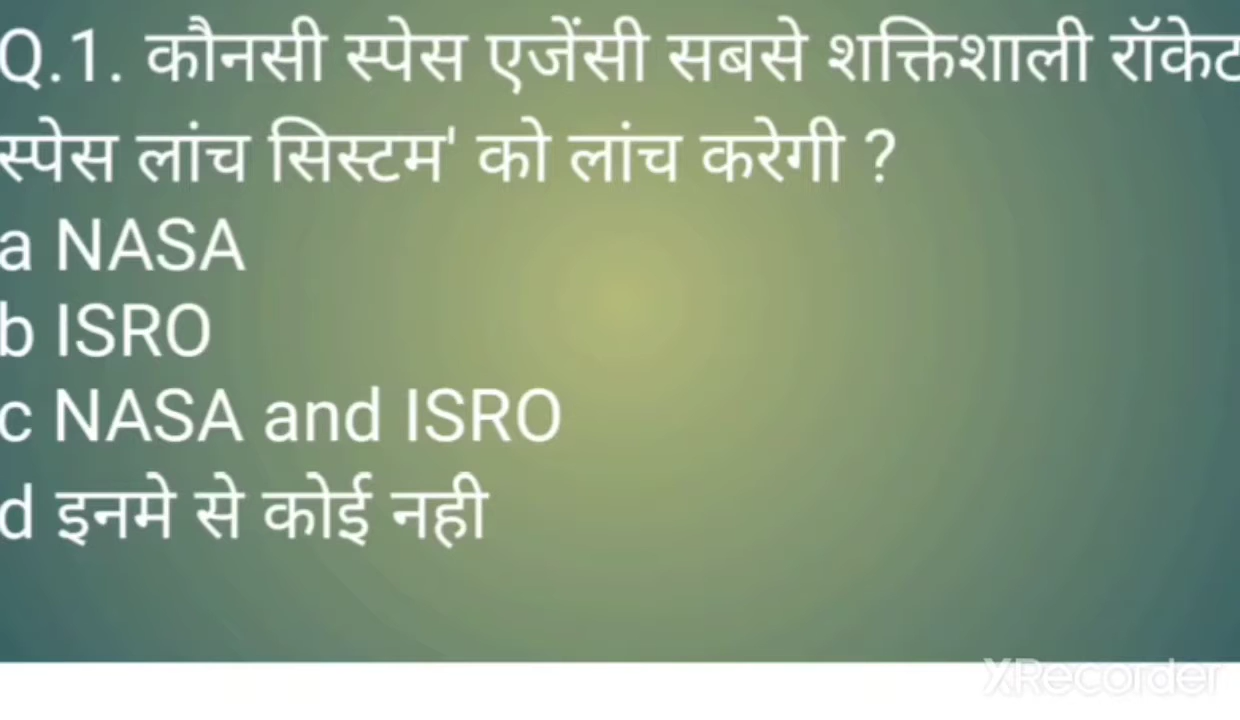 Q.1. कौनसी स्पेस एजेंसी सबसे शक्तिशाली रॉकेट
स्पेस लांच सिस्टम' को लांच करेगी ?
a NASA
b ISRO
c NASA and ISRO
d इनमे से कोई नही
XRecorder